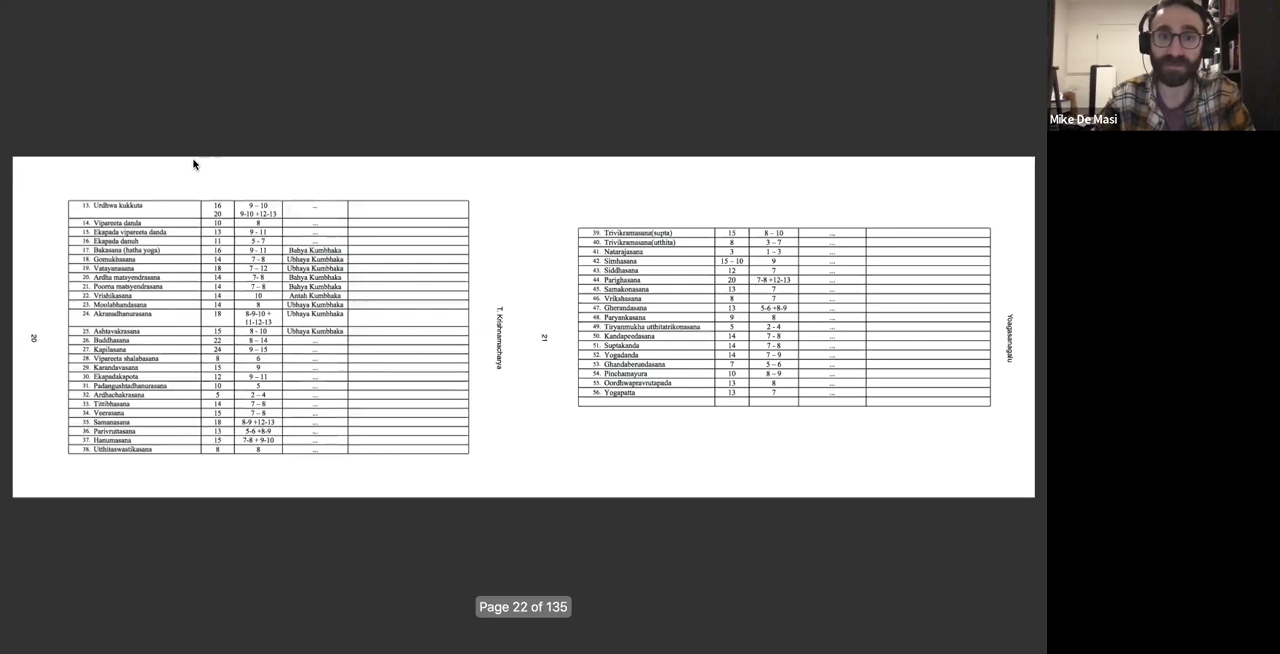 Mike De Masi
13. Urdhwa kukkuta 16 9 – 10 ...
20 9-10 +12-13
14. Vipareeta danda 10 8 ...
15. Ekapada vipareeta danda 13 9 - 11 ...
16. Ekapada danuh 11 5 - 7 ...
17. Bakasana (hatha yoga) 16 9 - 11 Bahya Kumbhaka
18. Gomukhasana 14 7 - 8 Ubhaya Kumbhaka
19. Vatayanasana 18 7 – 12 Ubhaya Kumbhaka
20. Ardha matsyendrasana 14 7- 8 Bahya Kumbhaka
21. Poorna matsyendrasana 14 7 – 8 Bahya Kumbhaka
22. Vrishikasana 14 10 Antah Kumbhaka
23. Moolabhandasana 14 8 Ubhaya Kumbhaka
24. Akranadhanurasana 18 8-9-10 + Ubhaya Kumbhaka
11-12-13
25. Ashtavakrasana 15 8 - 10 Ubhaya Kumbhaka
26. Buddhasana 22 8 – 14 ...
27. Kapilasana 24 9 – 15 ...
28. Vipareeta shalabasana 8 6 ...
29. Karandavasana 15 9 ...
30. Ekapadakapota 12 9 – 11 ...
31. Padangushtadhanurasana 10 5 ...
32. Ardhachakrasana 5 2 – 4 ...
33. Tittibhasana 14 7 – 8 ...
34. Veerasana 15 7 – 8 ...
35. Samanasana 18 8-9 +12-13 ...
36. Parivruttasana 13 5-6 +8-9 ...
37. Hanumasana 15 7-8 + 9-10 ...
38. Utthitaswastikasana 8 8 ...
20
T. Krishnamacharya
39. Trivikramasana(supta) 15 8 – 10 ...
40. Trivikramasana(utthita) 8 3 – 7 ...
41. Natarajasana 3 1 – 3 ...
42. Simhasana 15 – 10 9 ...
43. Siddhasana 12 7 ...
44. Parighasana 20 7-8 +12-13 ...
45. Samakonasana 13 7 ...
46. Vrikshasana 8 7 ...
47. Gherandasana 13 5-6 +8-9 ...
48. Paryankasana 9 8 ...
49. Tiryanmukha utthitatrikonasana 5 2 - 4 ...
50. Kandapeedasana 14 7 - 8 ...
51. Suptakanda 14 7 - 8 ...
52. Yogadanda 14 7 – 9 ...
53. Ghandaberundasana 7 5 – 6 ...
54. Pinchamayura 10 8 – 9 ...
55. Oordhwapravrutapada 13 8 ...
56. Yogapatta 13 7 ...
21
Yogasanagalu
Page 22 of 135